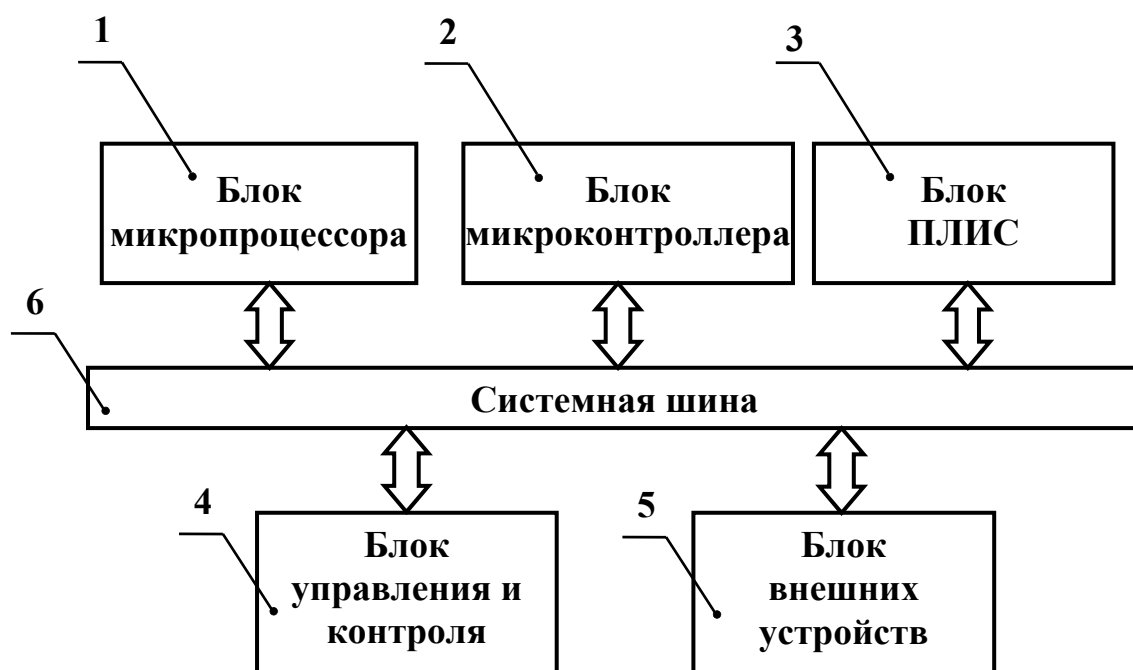 1
2
3
Блок
микропроцессора
Блок
микроконтроллера
Блок
ПЛИС
6
Системная шина
4
5
Блок
управления и
контроля
Блок
внешних
устройств